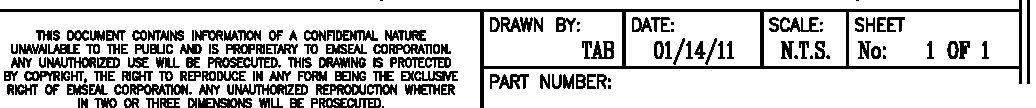 THIS DOCUMENT CONTAINS INFORMATION OF A CONFIDENTIAL NATURE
UNAVAILABLE TO THE PUBLIC AND IS PROPRIETARY TO EMSEAL CORPORATION.
ANY UNAUTHORIZED USE WILL BE PROSECUTED. THIS DRAWING IS PROTECTED
BY COPYRIGHT, THE RIGHT TO REPRODUCE IN ANY FORM BEING THE EXCLUSIVE
RIGHT OF EMSEAL CORPORATION. ANY UNAUTHORIZED REPRODUCTION WHETHER
IN TWO OR THREE DIMENSIONS WILL BE PROSECUTED.
DRAWN BY:
TAB
DATE:
01/14/11
SCALE:
N.T.S.
SHEET
No: 1 OF 1
PART NUMBER: